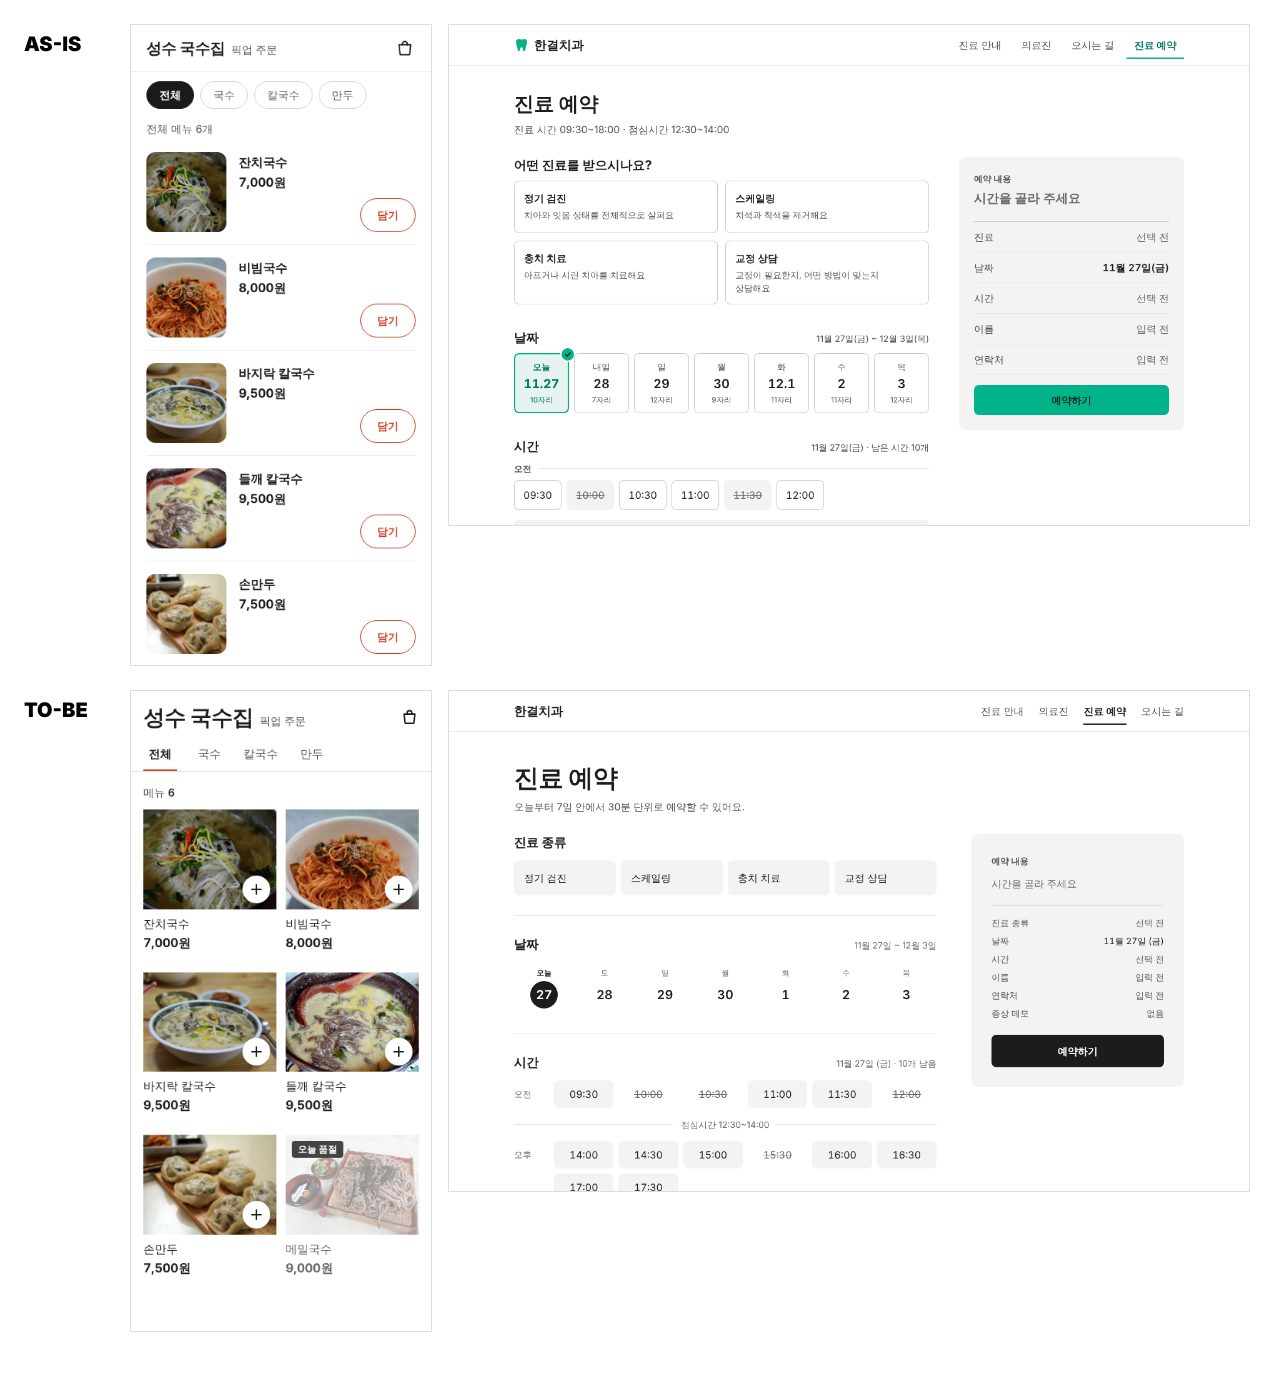 AS-IS
성수 국수집 픽업 주문
전체 국수 칼국수 만두
전체 메뉴 6개
잔치국수
7,000원
담기
비빔국수
8,000원
담기
바지락 칼국수
9,500원
담기
들깨 칼국수
9,500원
담기
손만두
7,500원
담기
한결치과 진료 안내 의료진 오시는 길 진료 예약
진료 예약
진료 시간 09:30~18:00 · 점심시간 12:30~14:00
어떤 진료를 받으시나요?
정기 검진
치아와 잇몸 상태를 전체적으로 살펴요
스케일링
치석과 착색을 제거해요
충치 치료
아프거나 시린 치아를 치료해요
교정 상담
교정이 필요한지, 어떤 방법이 맞는지
상담해요
날짜 11월 27일(금) ~ 12월 3일(목)
오늘 내일 일 월 화 수 목
11.27 28 29 30 12.1 2 3
10자리 7자리 12자리 9자리 11자리 11자리 12자리
시간 11월 27일(금) · 남은 시간 10개
오전
09:30 10:00 10:30 11:00 11:30 12:00
예약 내용
시간을 골라 주세요
진료 선택 전
날짜 11월 27일(금)
시간 선택 전
이름 입력 전
연락처 입력 전
예약하기
TO-BE
성수 국수집 픽업 주문
전체 국수 칼국수 만두
메뉴 6
잔치국수
7,000원
비빔국수
8,000원
바지락 칼국수
9,500원
들깨 칼국수
9,500원
손만두
7,500원
오늘 품절
메밀국수
9,000원
한결치과 진료 안내 의료진 진료 예약 오시는 길
진료 예약
오늘부터 7일 안에서 30분 단위로 예약할 수 있어요.
진료 종류
정기 검진 스케일링 충치 치료 교정 상담
날짜 11월 27일 ~ 12월 3일
오늘 토 일 월 화 수 목
27 28 29 30 1 2 3
시간 11월 27일 (금) · 10개 남음
오전 09:30 10:00 10:30 11:00 11:30 12:00
점심시간 12:30~14:00
오후 14:00 14:30 15:00 15:30 16:00 16:30
17:00 17:30
예약 내용
시간을 골라 주세요
진료 종류 선택 전
날짜 11월 27일 (금)
시간 선택 전
이름 입력 전
연락처 입력 전
증상 메모 없음
예약하기